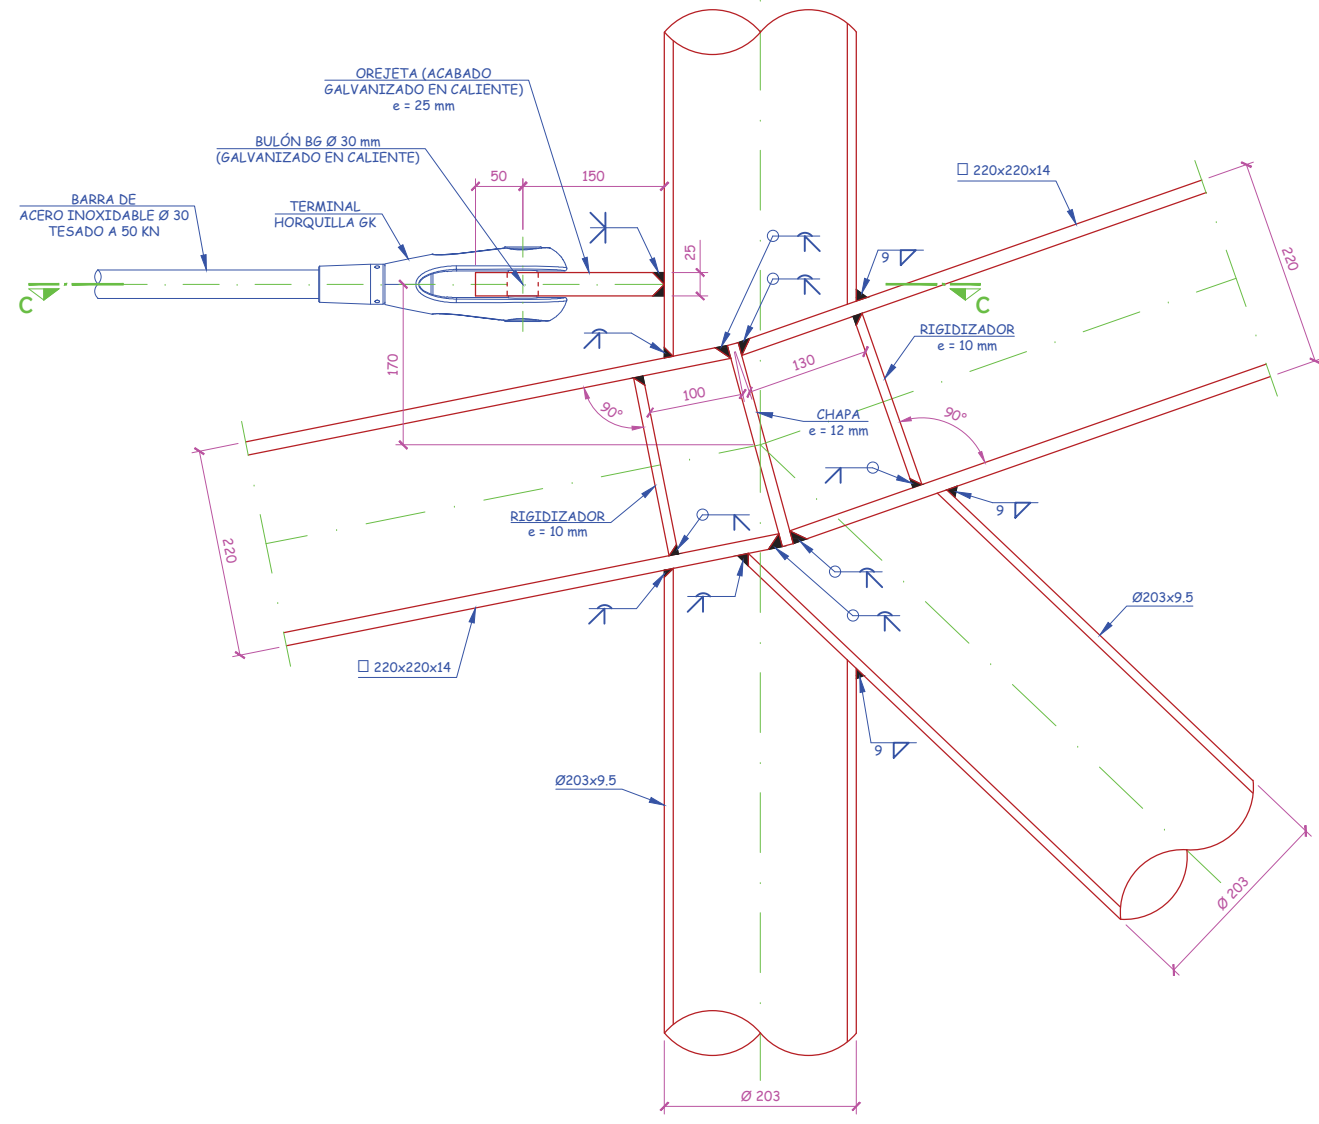 OREJETA (ACABADO
GALVANIZADO EN CALIENTE)
e = 25 mm
BULÓN BG Ø 30 mm
(GALVANIZADO EN CALIENTE)
BARRA DE
ACERO INOXIDABLE Ø 30
TESADO A 50 KN
TERMINAL
HORQUILLA GK
50
150
25
□ 220x220x14
220
9
C
C
170
RIGIDIZADOR
e = 10 mm
130
100
90°
90°
CHAPA
e = 12 mm
220
RIGIDIZADOR
e = 10 mm
9
Ø203x9.5
□ 220x220x14
9
Ø203x9.5
Ø 203
Ø 203